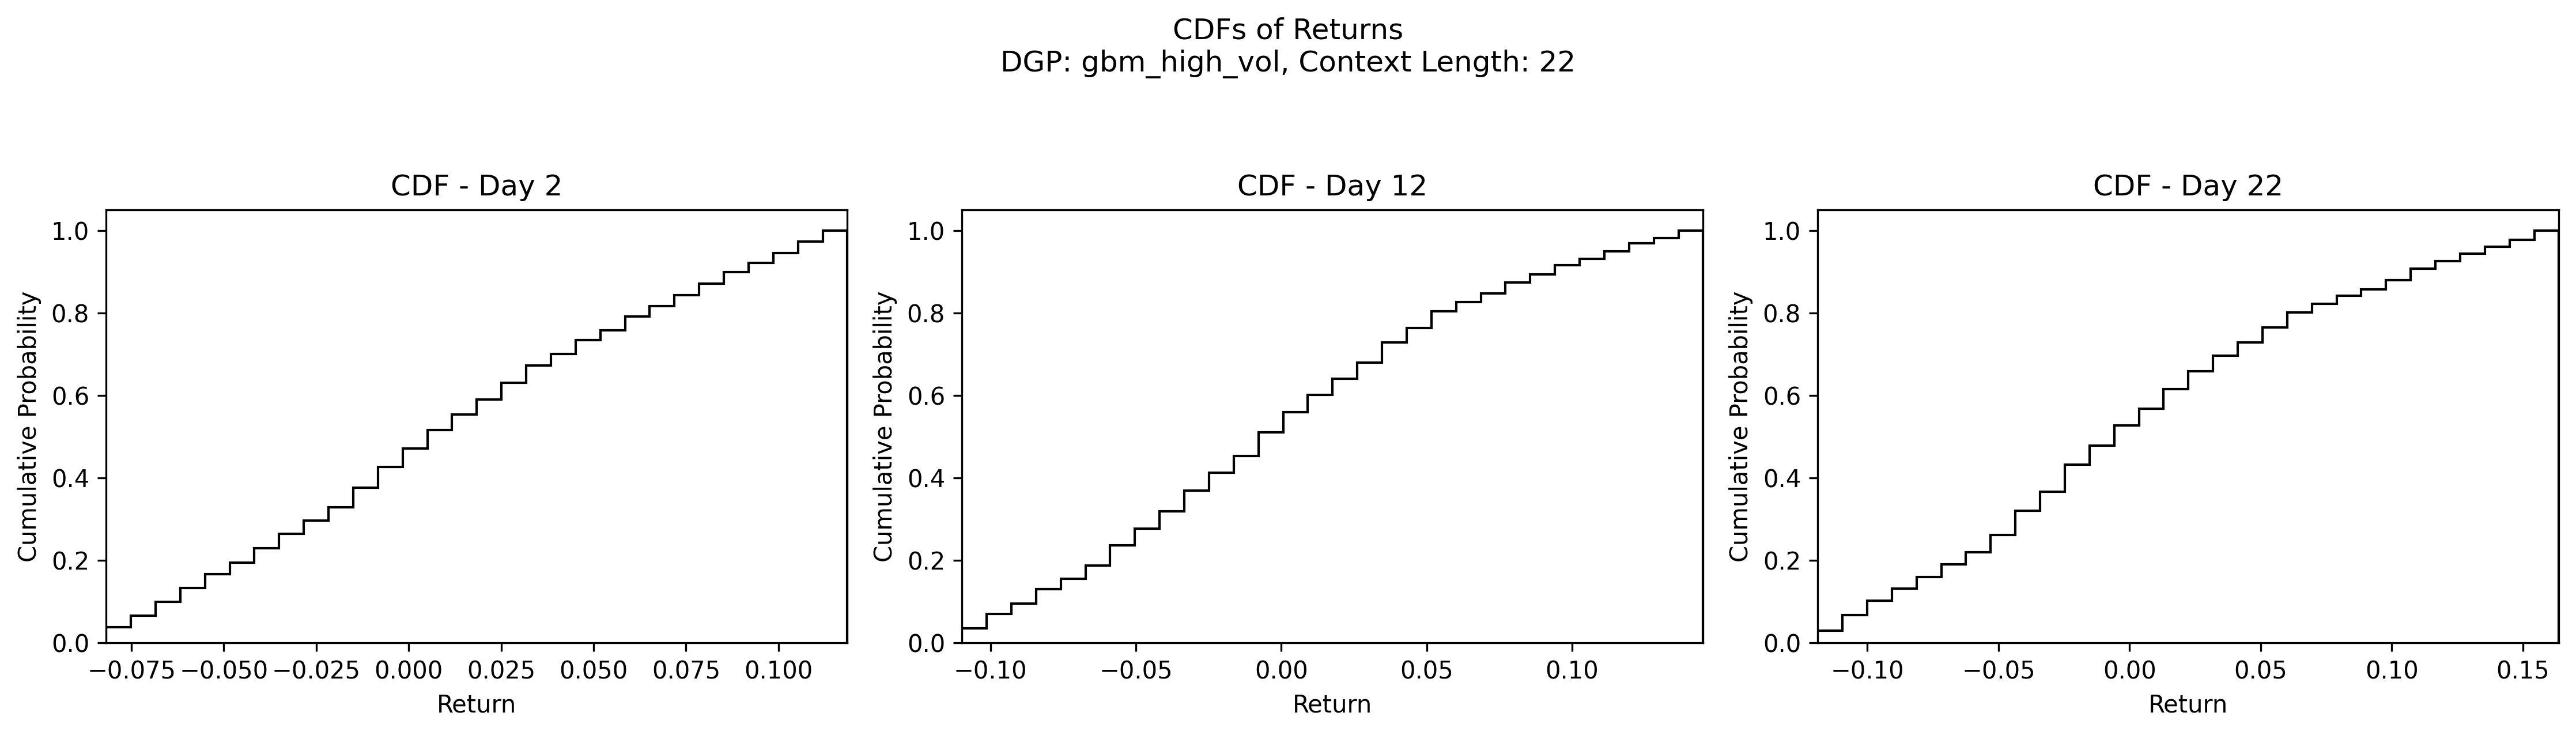 CDFs of Returns
DGP: gbm_high_vol, Context Length: 22
CDF - Day 2
1.0
0.8
0.6
0.4
0.2
0.0
Cumulative Probability
−0.075 −0.050 −0.025 0.000 0.025 0.050 0.075 0.100
Return
CDF - Day 12
1.0
0.8
0.6
0.4
0.2
0.0
Cumulative Probability
−0.10 −0.05 0.00 0.05 0.10
Return
CDF - Day 22
1.0
0.8
0.6
0.4
0.2
0.0
Cumulative Probability
−0.10 −0.05 0.00 0.05 0.10 0.15
Return